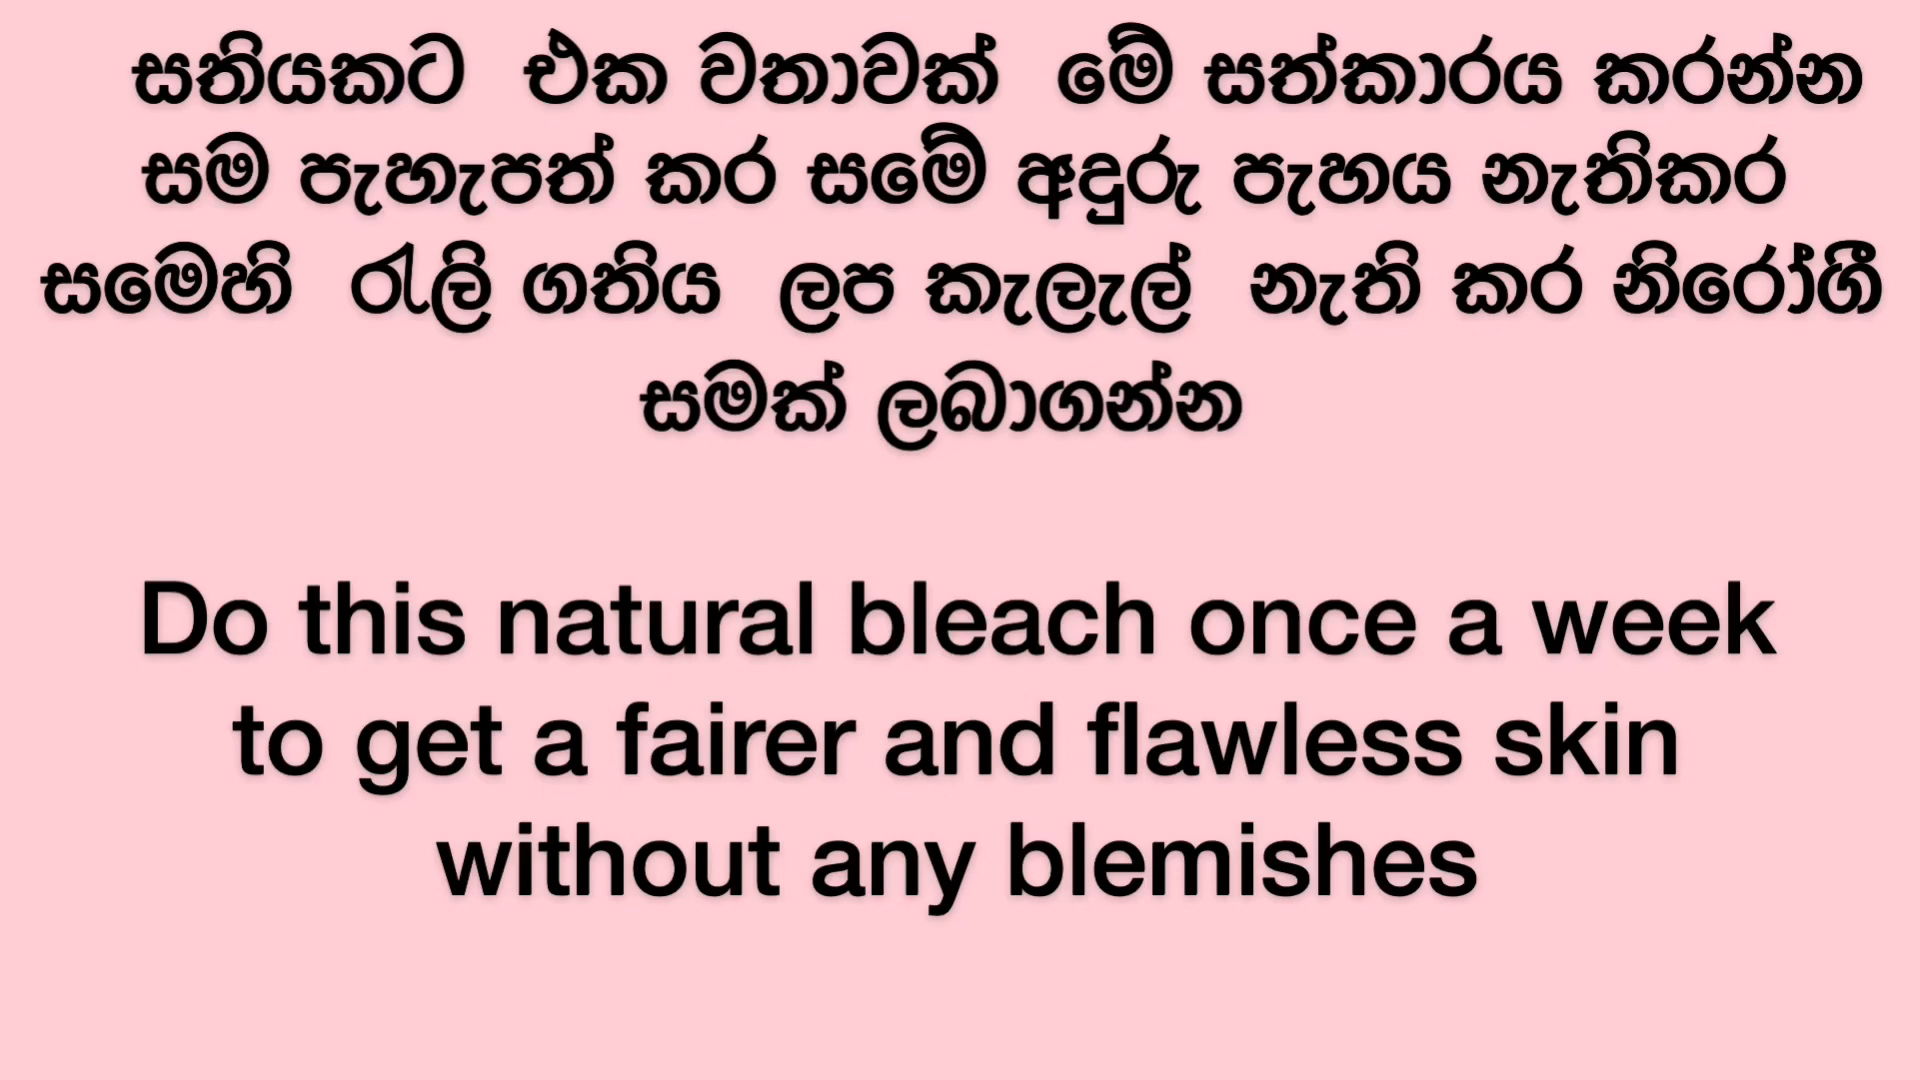 සතියකට එක වතාවක් මේ සත්කාරය කරන්න
සම පැහැපත් කර සමේ අඳුරු පැහය නැතිකර
සමෙහි රැලි ගතිය ලප කැලැල් නැති කර නිරෝගී
සමක් ලබාගන්න
Do this natural bleach once a week
to get a fairer and flawless skin
without any blemishes